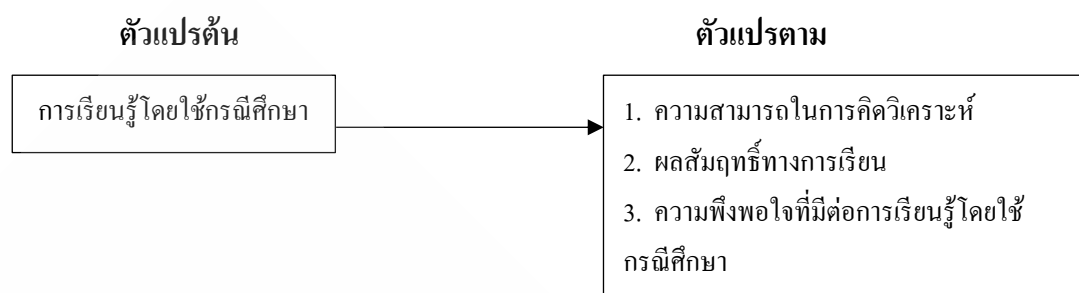 ตัวแปรต้น
ตัวแปรตาม
การเรียนรู้โดยใช้กรณีศึกษา
1. ความสามารถในการคิดวิเคราะห์
2. ผลสัมฤทธิ์ทางการเรียน
3. ความพึงพอใจที่มีต่อการเรียนรู้โดยใช้
กรณีศึกษา